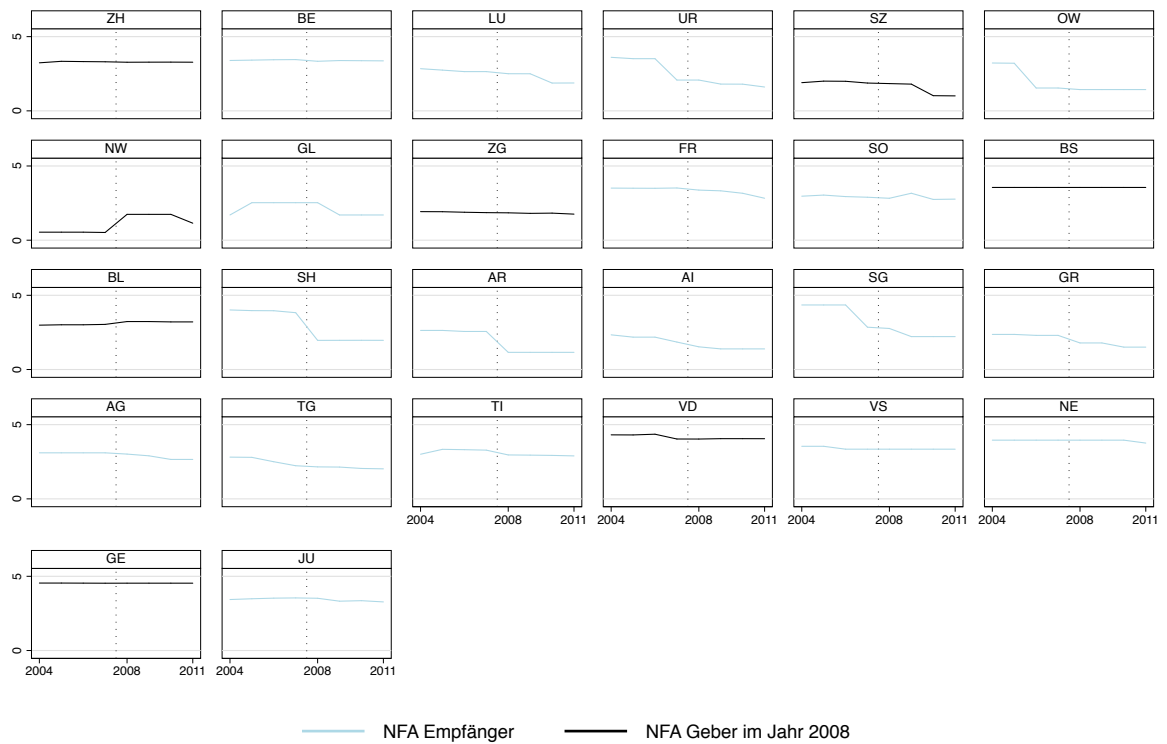 ZH BE LU UR SZ OW
5
0
NW GL ZG FR SO BS
5
0
BL SH AR AI SG GR
5
0
AG TG TI VD VS NE
5
0
2004 2008 2011 2004 2008 2011 2004 2008 2011 2004 2008 2011
GE JU
5
0
2004 2008 2011 2004 2008 2011
NFA Empfänger NFA Geber im Jahr 2008